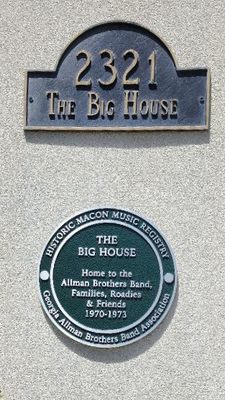 2321
THE BIG HOUSE
HISTORIC MACON MUSIC REGISTRY
THE
BIG HOUSE
Home to the
Allman Brothers Band,
Families, Roadies
& Friends
1970-1973
Georgia Allman Brothers Band Association